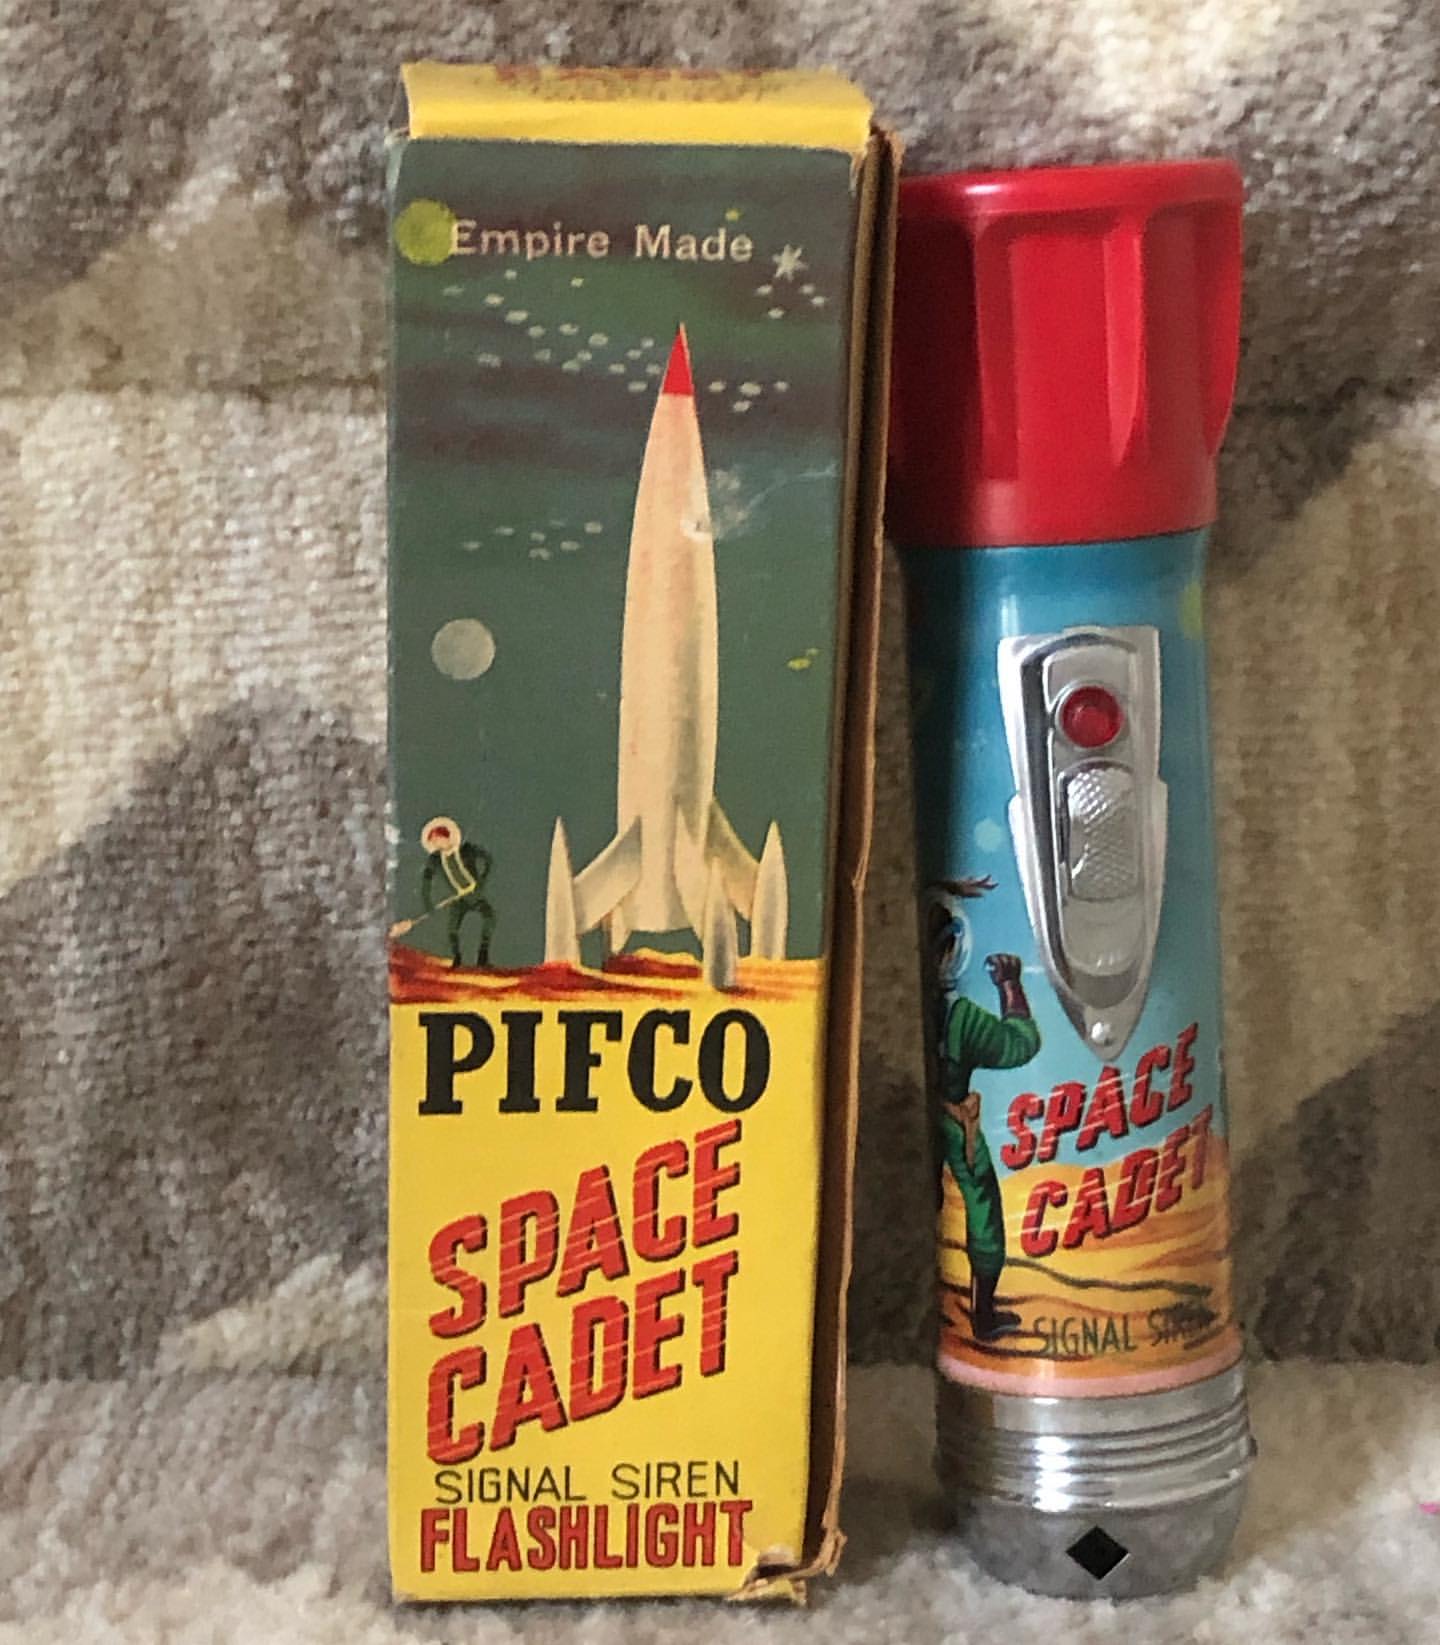 Empire Made
PIFCO
SPACE
CADET
SIGNAL SIREN
FLASHLIGHT
SPACE
CADET
SIGNAL